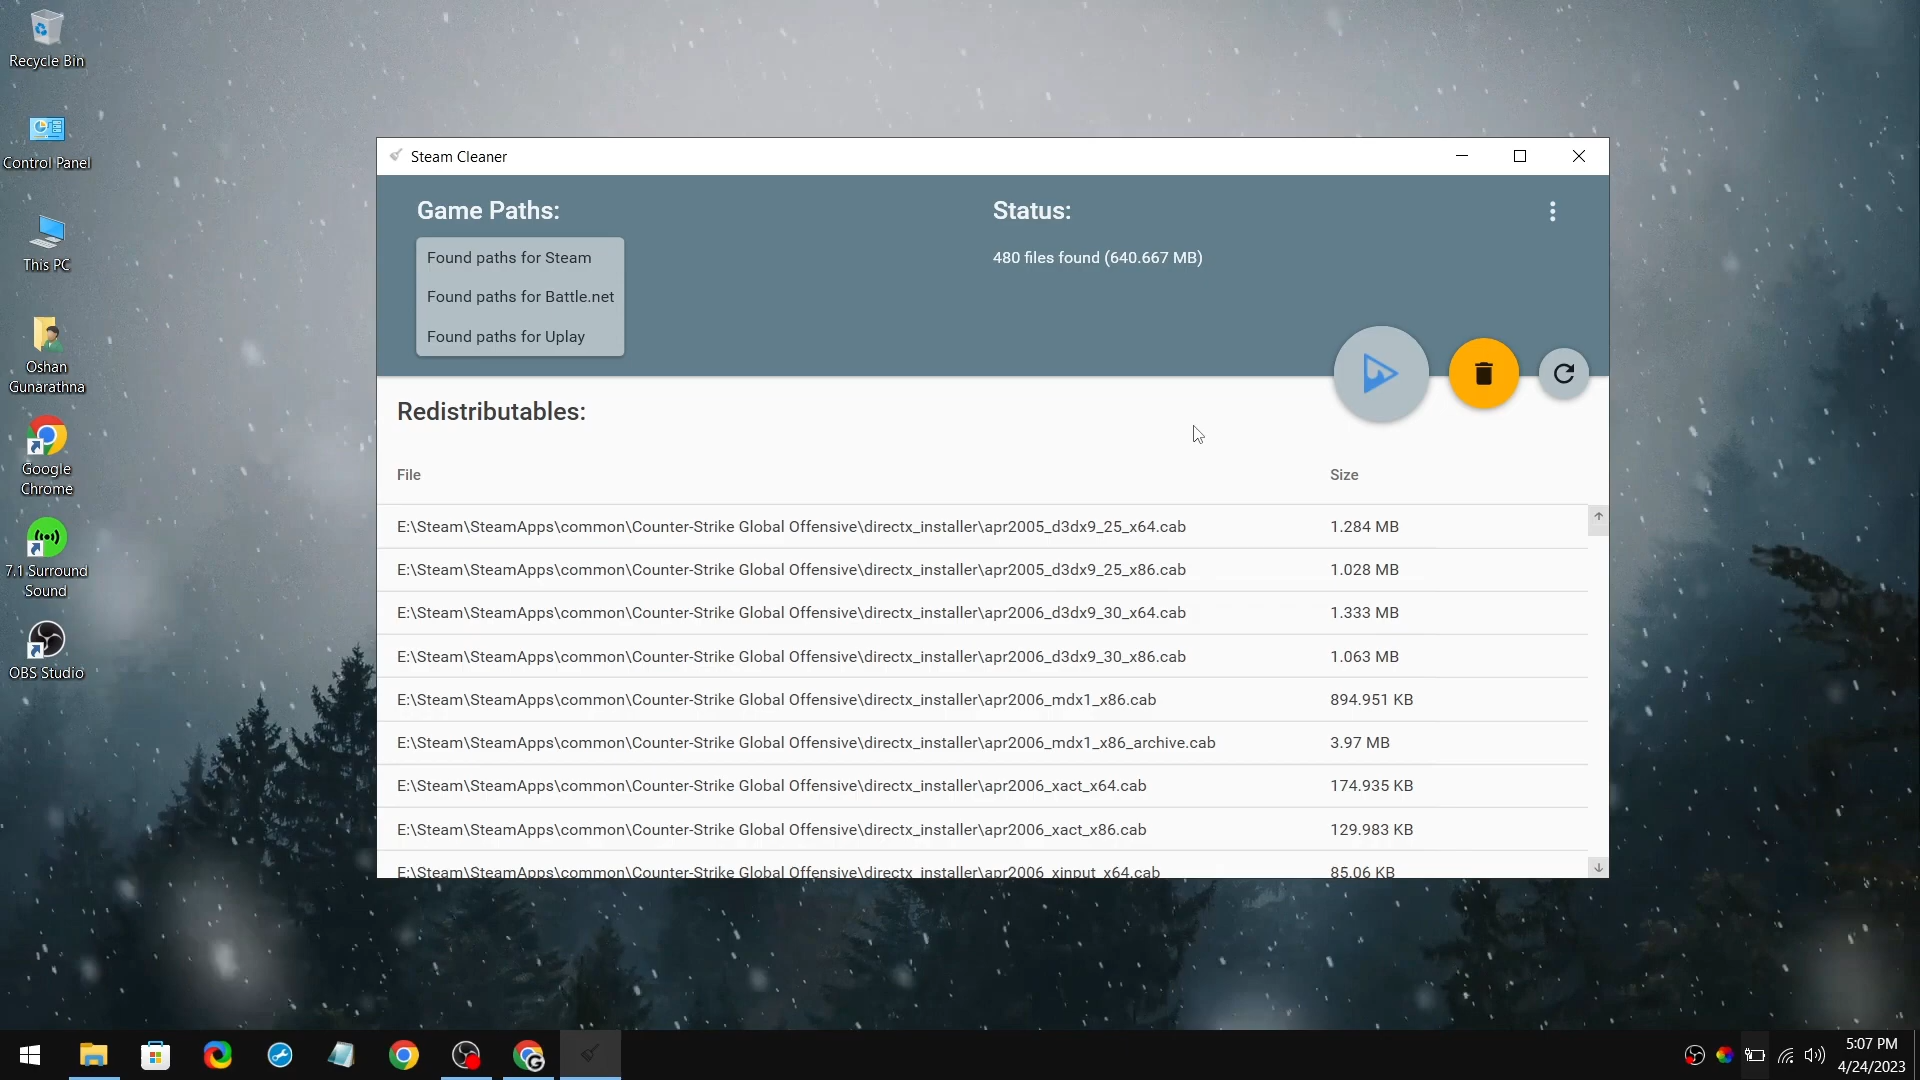 Recycle Bin
Control Panel
This PC
Oshan
Gunarathna
Google
Chrome
7.1 Surround
Sound
OBS Studio
Steam Cleaner
Game Paths:
Found paths for Steam
Found paths for Battle.net
Found paths for Uplay
Status:
480 files found (640.667 MB)
Redistributables:
File Size
E:\Steam\SteamApps\common\Counter-Strike Global Offensive\directx_installer\apr2005_d3dx9_25_x64.cab 1.284 MB
E:\Steam\SteamApps\common\Counter-Strike Global Offensive\directx_installer\apr2005_d3dx9_25_x86.cab 1.028 MB
E:\Steam\SteamApps\common\Counter-Strike Global Offensive\directx_installer\apr2006_d3dx9_30_x64.cab 1.333 MB
E:\Steam\SteamApps\common\Counter-Strike Global Offensive\directx_installer\apr2006_d3dx9_30_x86.cab 1.063 MB
E:\Steam\SteamApps\common\Counter-Strike Global Offensive\directx_installer\apr2006_mdx1_x86.cab 894.951 KB
E:\Steam\SteamApps\common\Counter-Strike Global Offensive\directx_installer\apr2006_mdx1_x86_archive.cab 3.97 MB
E:\Steam\SteamApps\common\Counter-Strike Global Offensive\directx_installer\apr2006_xact_x64.cab 174.935 KB
E:\Steam\SteamApps\common\Counter-Strike Global Offensive\directx_installer\apr2006_xact_x86.cab 129.983 KB
E:\Steam\SteamApps\common\Counter-Strike Global Offensive\directx_installer\apr2006_xinput_x64.cab 85.06 KB
5:07 PM
4/24/2023